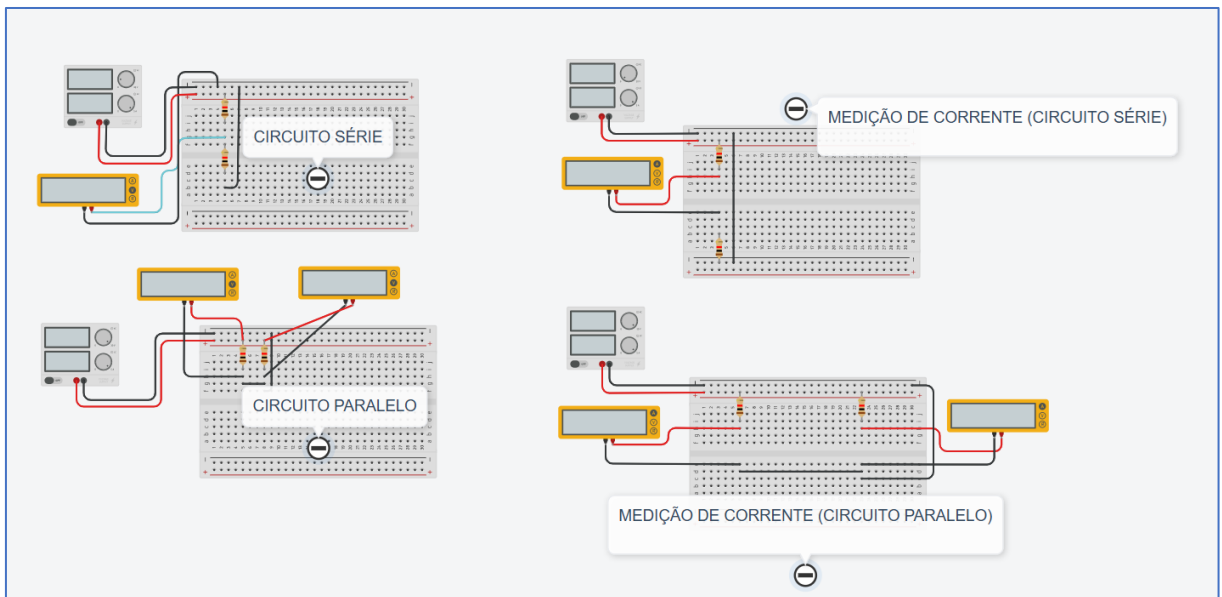 CIRCUITO SÉRIE
MEDIÇÃO DE CORRENTE (CIRCUITO SÉRIE)
CIRCUITO PARALELO
MEDIÇÃO DE CORRENTE (CIRCUITO PARALELO)